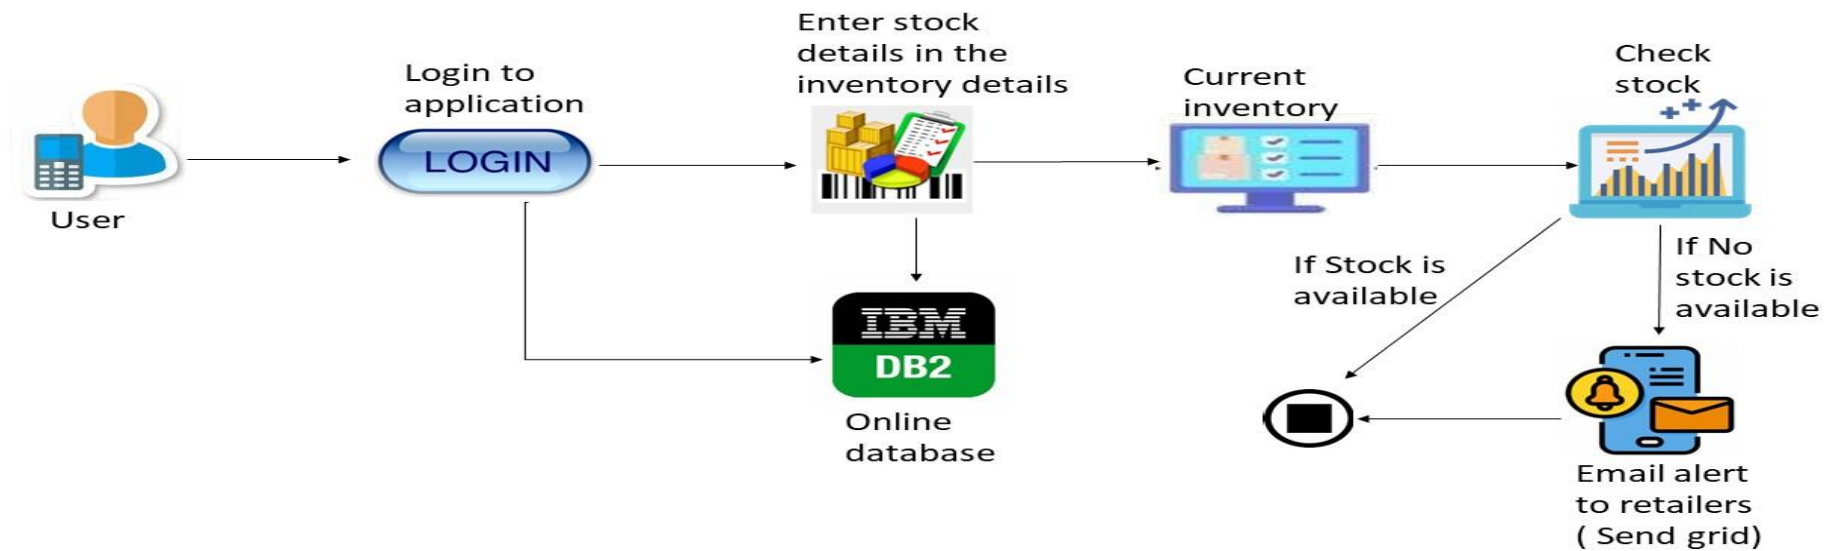 User
Login to
application
LOGIN
Enter stock
details in the
inventory details
IBM
DB2
Online
database
Current
inventory
Check
stock
If Stock is
available
If No
stock is
available
Email alert
to retailers
( Send grid)